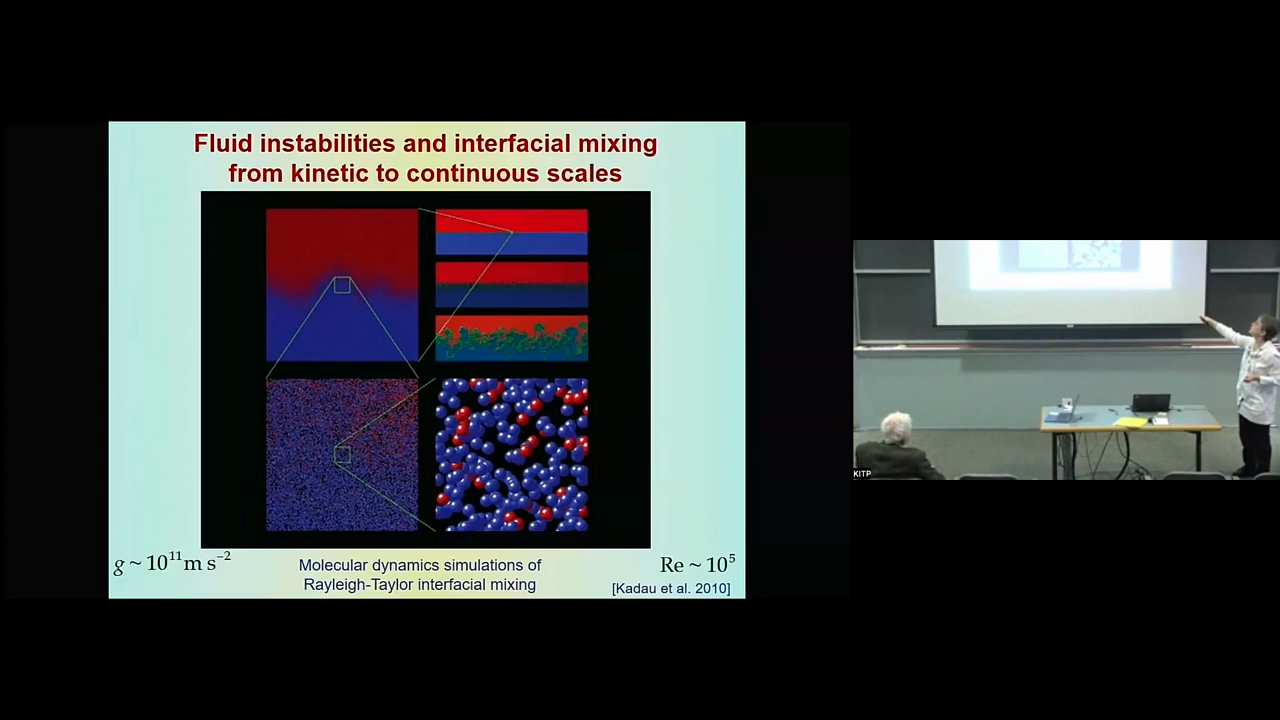 Fluid instabilities and interfacial mixing
from kinetic to continuous scales
g ~ 10¹¹ m s⁻²
Molecular dynamics simulations of
Rayleigh-Taylor interfacial mixing
Re ~ 10⁵
[Kadau et al. 2010]
KITP